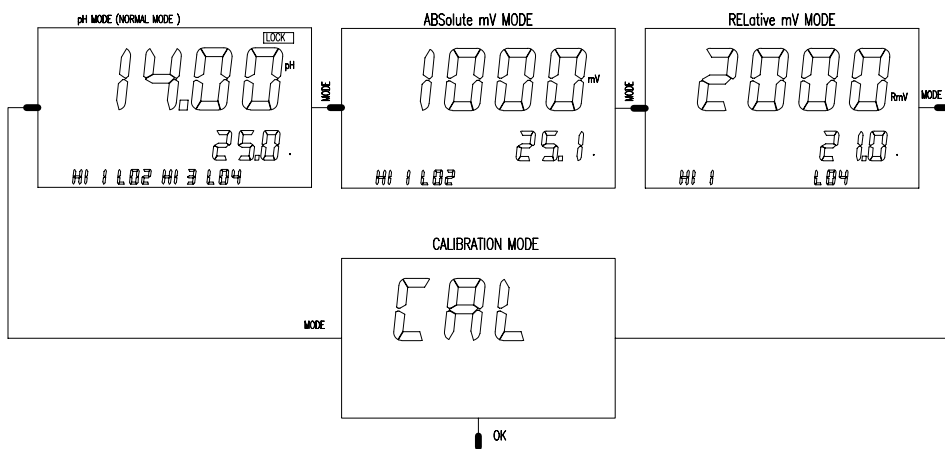 pH MODE (NORMAL MODE )
LOCK
14.00 pH
25.0 .
HI 1 LO2 HI 3 LO4
MODE
ABSolute mV MODE
1000 mV
25.1 .
HI 1 LO2
MODE
RELative mV MODE
2000 RmV
21.0 .
HI 1 LO4
MODE
CALIBRATION MODE
CAL
MODE
OK